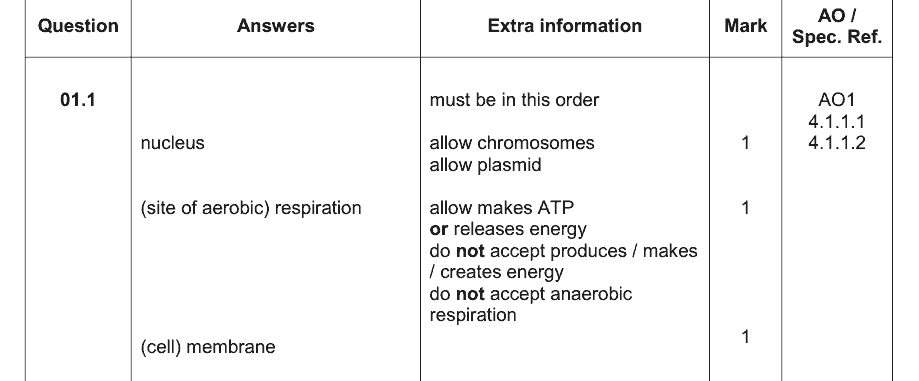 Question Answers Extra information Mark AO /
Spec. Ref.
01.1 must be in this order AO1
4.1.1.1
nucleus allow chromosomes 1 4.1.1.2
allow plasmid
(site of aerobic) respiration allow makes ATP 1
or releases energy
do not accept produces / makes
/ creates energy
do not accept anaerobic
respiration
(cell) membrane 1